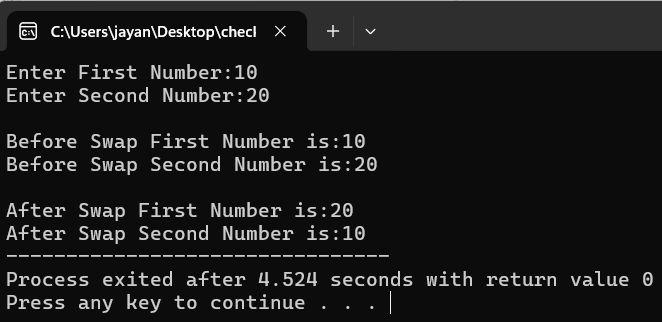 C:\Users\jayan\Desktop\checl
Enter First Number:10
Enter Second Number:20
Before Swap First Number is:10
Before Swap Second Number is:20
After Swap First Number is:20
After Swap Second Number is:10
--------------------------------
Process exited after 4.524 seconds with return value 0
Press any key to continue . . .